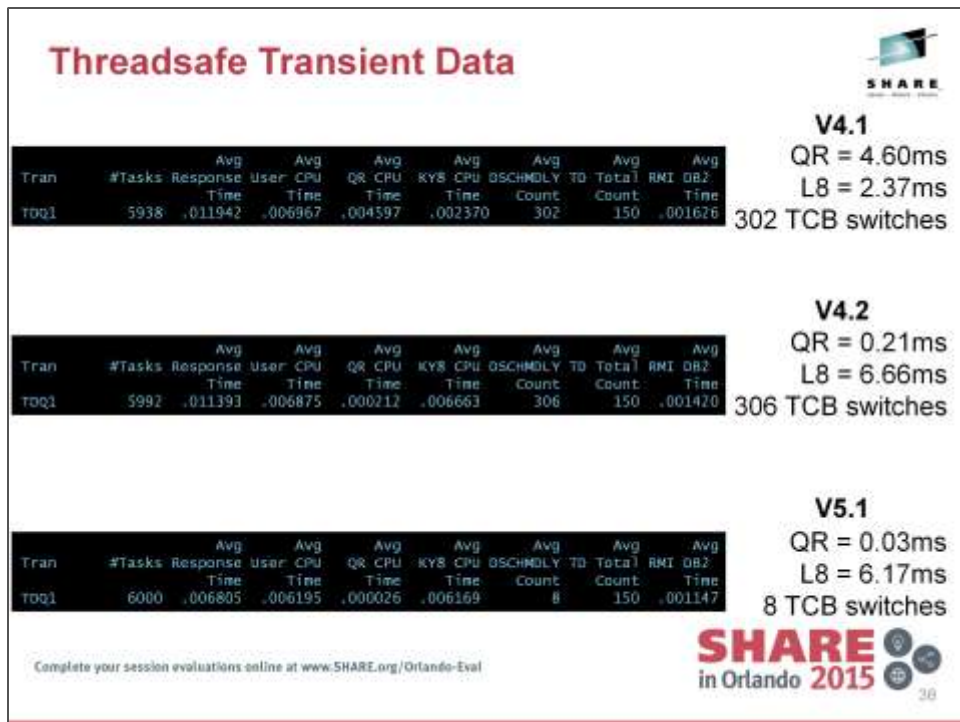 Threadsafe Transient Data
SHARE
V4.1
QR = 4.60ms
L8 = 2.37ms
302 TCB switches
Avg Avg Avg Avg Avg Avg Avg
Tran #Tasks Response User CPU QR CPU KY8 CPU DSCHMDLY TD Total RMI DB2
Time Time Time Time Count Count Time
TDQ1 5938 .011942 .006967 .004597 .002370 302 150 .001626
V4.2
QR = 0.21ms
L8 = 6.66ms
306 TCB switches
Avg Avg Avg Avg Avg Avg Avg
Tran #Tasks Response User CPU QR CPU KY8 CPU DSCHMDLY TD Total RMI DB2
Time Time Time Time Count Count Time
TDQ1 5992 .011393 .006875 .000212 .006663 306 150 .001420
V5.1
QR = 0.03ms
L8 = 6.17ms
8 TCB switches
Avg Avg Avg Avg Avg Avg Avg
Tran #Tasks Response User CPU QR CPU KY8 CPU DSCHMDLY TD Total RMI DB2
Time Time Time Time Count Count Time
TDQ1 6000 .006805 .006195 .000026 .006169 8 150 .001147
Complete your session evaluations online at www.SHARE.org/Orlando-Eval
SHARE
in Orlando 2015
30